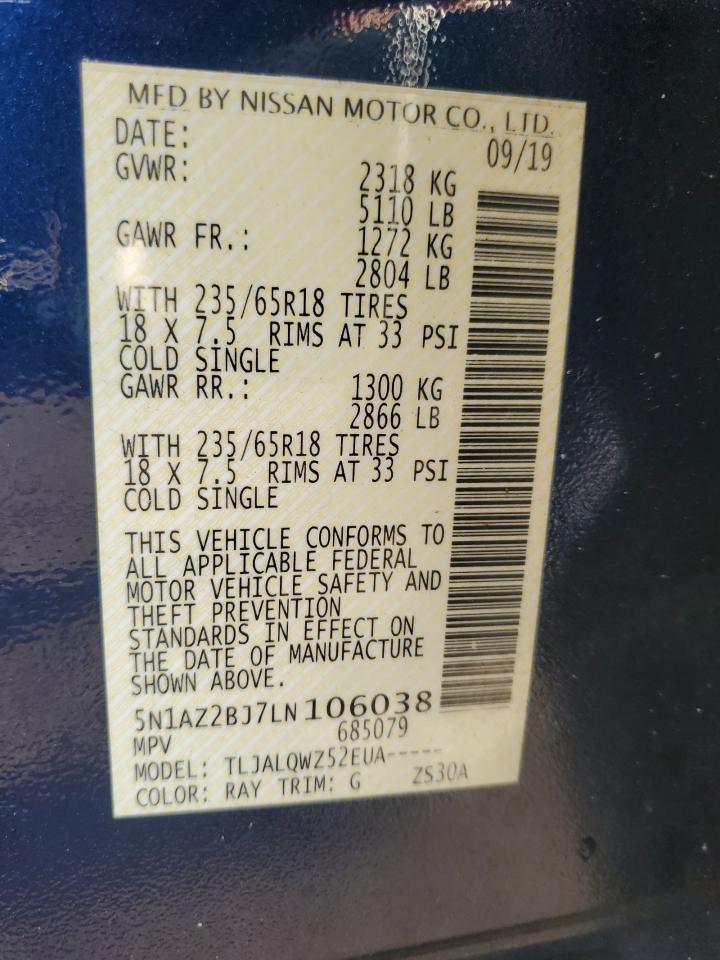 MFD BY NISSAN MOTOR CO., LTD.
DATE: 09/19
GVWR: 2318 KG
5110 LB
GAWR FR.: 1272 KG
2804 LB
WITH 235/65R18 TIRES
18 X 7.5 RIMS AT 33 PSI
COLD SINGLE
GAWR RR.: 1300 KG
2866 LB
WITH 235/65R18 TIRES
18 X 7.5 RIMS AT 33 PSI
COLD SINGLE
THIS VEHICLE CONFORMS TO
ALL APPLICABLE FEDERAL
MOTOR VEHICLE SAFETY AND
THEFT PREVENTION
STANDARDS IN EFFECT ON
THE DATE OF MANUFACTURE
SHOWN ABOVE.
5N1AZ2BJ7LN106038
MPV 685079
MODEL: TLJALQWZ52EUA-----
COLOR: RAY TRIM: G ZS30A